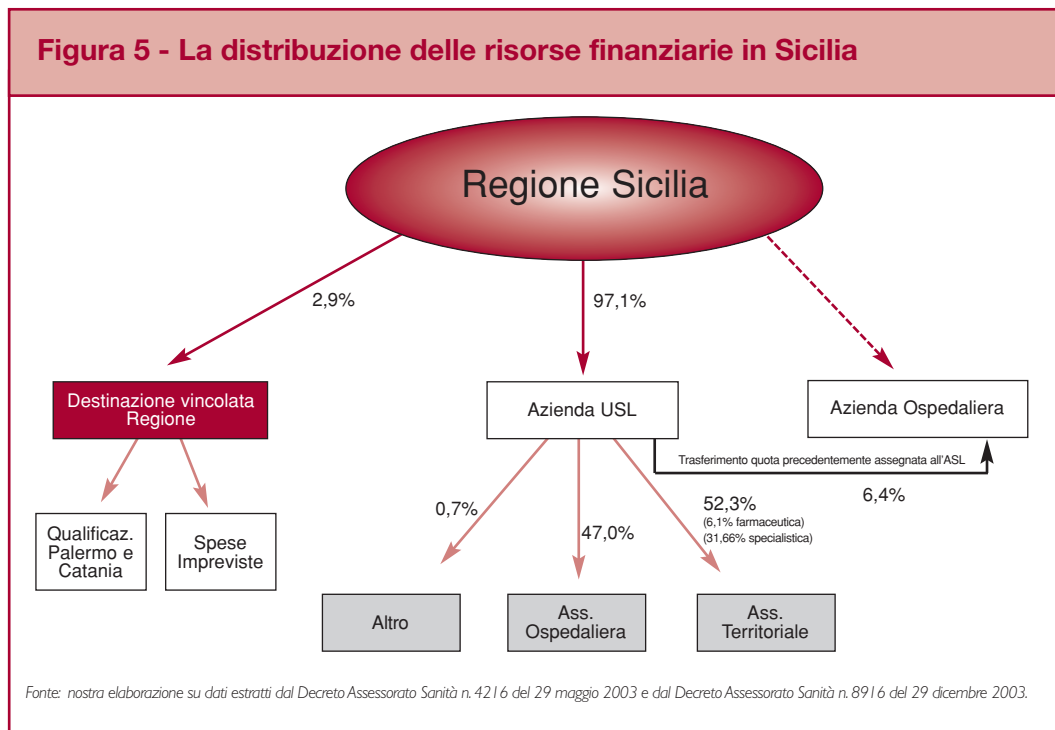 Figura 5 - La distribuzione delle risorse finanziarie in Sicilia
Regione Sicilia
2,9%
97,1%
Destinazione vincolata
Regione
Azienda USL
Azienda Ospedaliera
Trasferimento quota precedentemente assegnata all'ASL
6,4%
0,7%
47,0%
52,3%
(6,1% farmaceutica)
(31,66% specialistica)
Qualificaz.
Palermo e
Catania
Spese
Impreviste
Altro
Ass.
Ospedaliera
Ass.
Territoriale
Fonte: nostra elaborazione su dati estratti dal Decreto Assessorato Sanità n. 4216 del 29 maggio 2003 e dal Decreto Assessorato Sanità n. 8916 del 29 dicembre 2003.